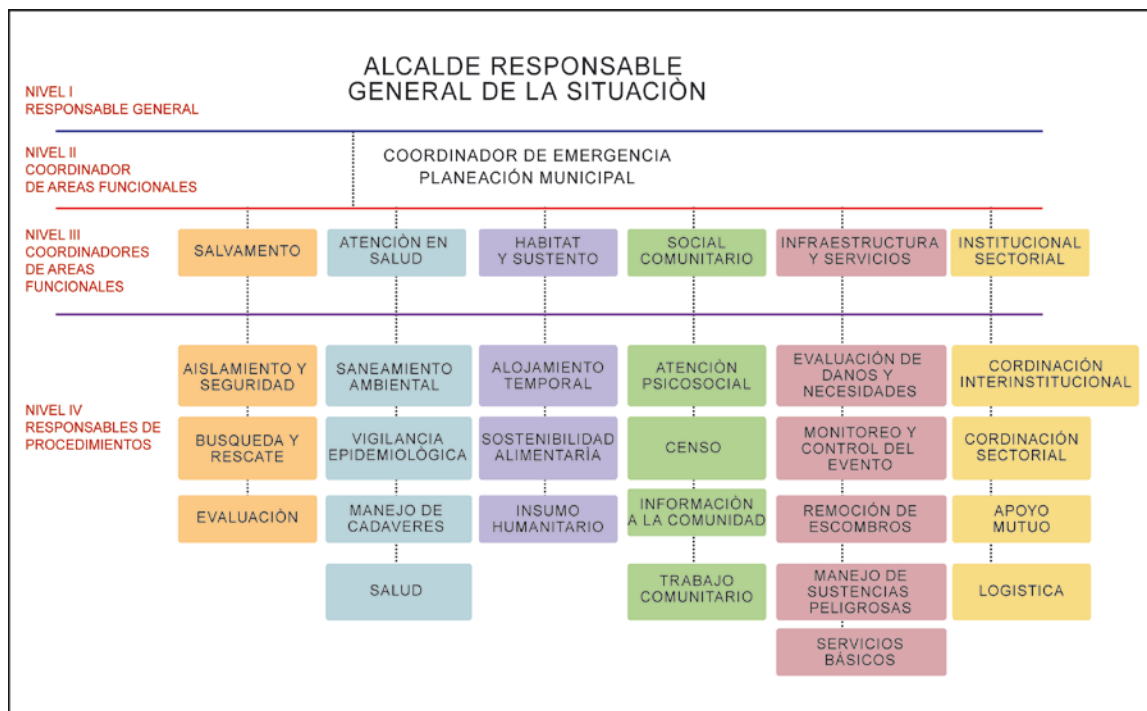 ALCALDE RESPONSABLE
GENERAL DE LA SITUACIÒN
NIVEL I
RESPONSABLE GENERAL
NIVEL II
COORDINADOR
DE AREAS FUNCIONALES
COORDINADOR DE EMERGENCIA
PLANEACIÓN MUNICIPAL
NIVEL III
COORDINADORES
DE AREAS
FUNCIONALES
SALVAMENTO
ATENCIÒN EN
SALUD
HABITAT
Y SUSTENTO
SOCIAL
COMUNITARIO
INFRAESTRUCTURA
Y SERVICIOS
INSTITUCIONAL
SECTORIAL
NIVEL IV
RESPONSABLES DE
PROCEDIMIENTOS
AISLAMIENTO Y
SEGURIDAD
SANEAMIENTO
AMBIENTAL
ALOJAMIENTO
TEMPORAL
ATENCIÒN
PSICOSOCIAL
EVALUACIÓN DE
DANOS Y
NECESIDADES
CORDINACIÓN
INTERINSTITUCIONAL
BUSQUEDA Y
RESCATE
VIGILANCIA
EPIDEMIOLÒGICA
SOSTENIBILIDAD
ALIMENTARÍA
CENSO
MONITOREO Y
CONTROL DEL
EVENTO
CORDINACIÓN
SECTORIAL
EVALUACIÒN
MANEJO DE
CADAVERES
INSUMO
HUMANITARIO
INFORMACIÒN
A LA COMUNIDAD
REMOCIÓN DE
ESCOMBROS
APOYO
MUTUO
SALUD
TRABAJO
COMUNITARIO
MANEJO DE
SUSTENCIAS
PELIGROSAS
LOGISTICA
SERVICIOS
BÁSICOS